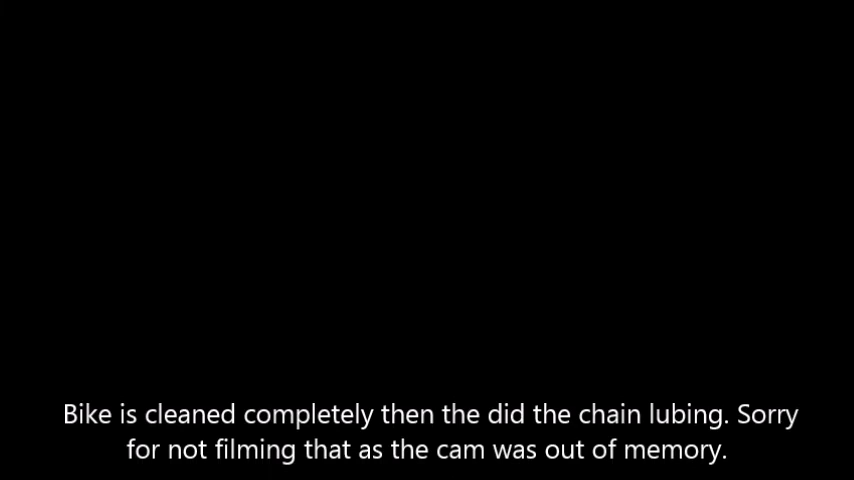 Bike is cleaned completely then the did the chain lubing. Sorry
for not filming that as the cam was out of memory.